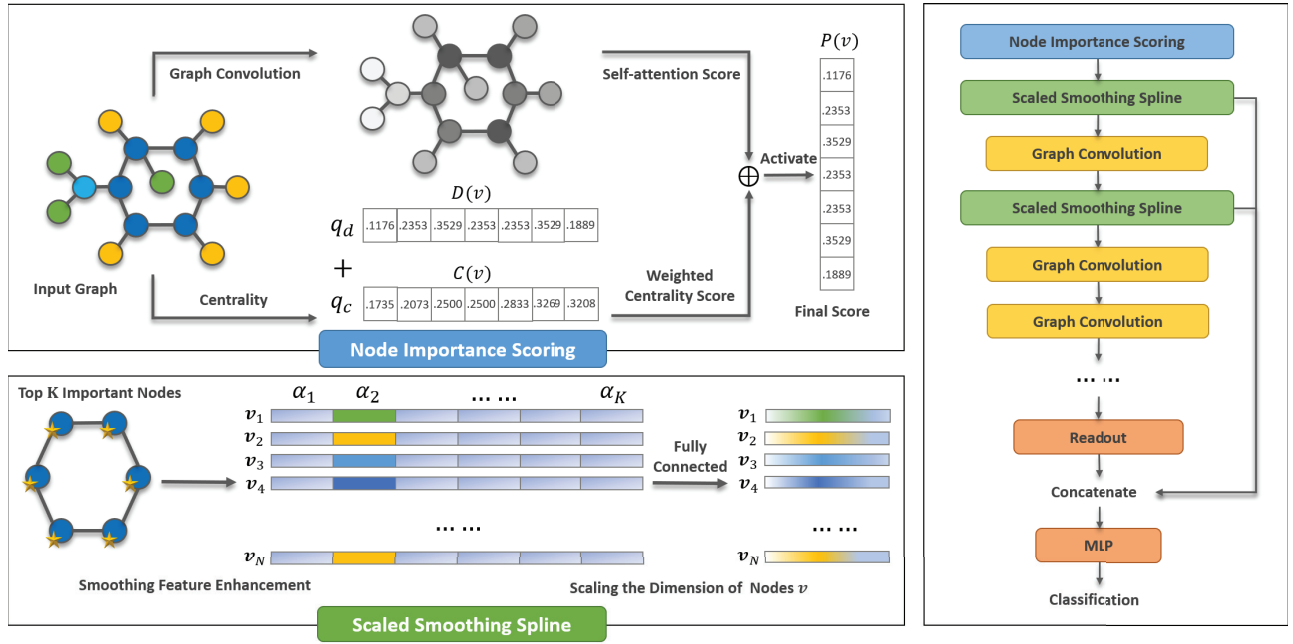 Graph Convolution
Self-attention Score
P(v)
.1176
.2353
.3529
.2353
.2353
.3529
.1889
Activate
Final Score
Input Graph
Centrality
D(v)
q_d .1176 .2353 .3529 .2353 .2353 .3529 .1889
+
C(v)
q_c .1735 .2073 .2500 .2500 .2833 .3269 .3208
Weighted
Centrality Score
Node Importance Scoring
Top K Important Nodes
α_1 α_2 ... ... α_K
v_1
v_2
v_3
v_4
... ...
v_N
Fully
Connected
v_1
v_2
v_3
v_4
... ...
v_N
Smoothing Feature Enhancement
Scaling the Dimension of Nodes v
Scaled Smoothing Spline
Node Importance Scoring
Scaled Smoothing Spline
Graph Convolution
Scaled Smoothing Spline
Graph Convolution
Graph Convolution
... ...
Readout
Concatenate
MLP
Classification